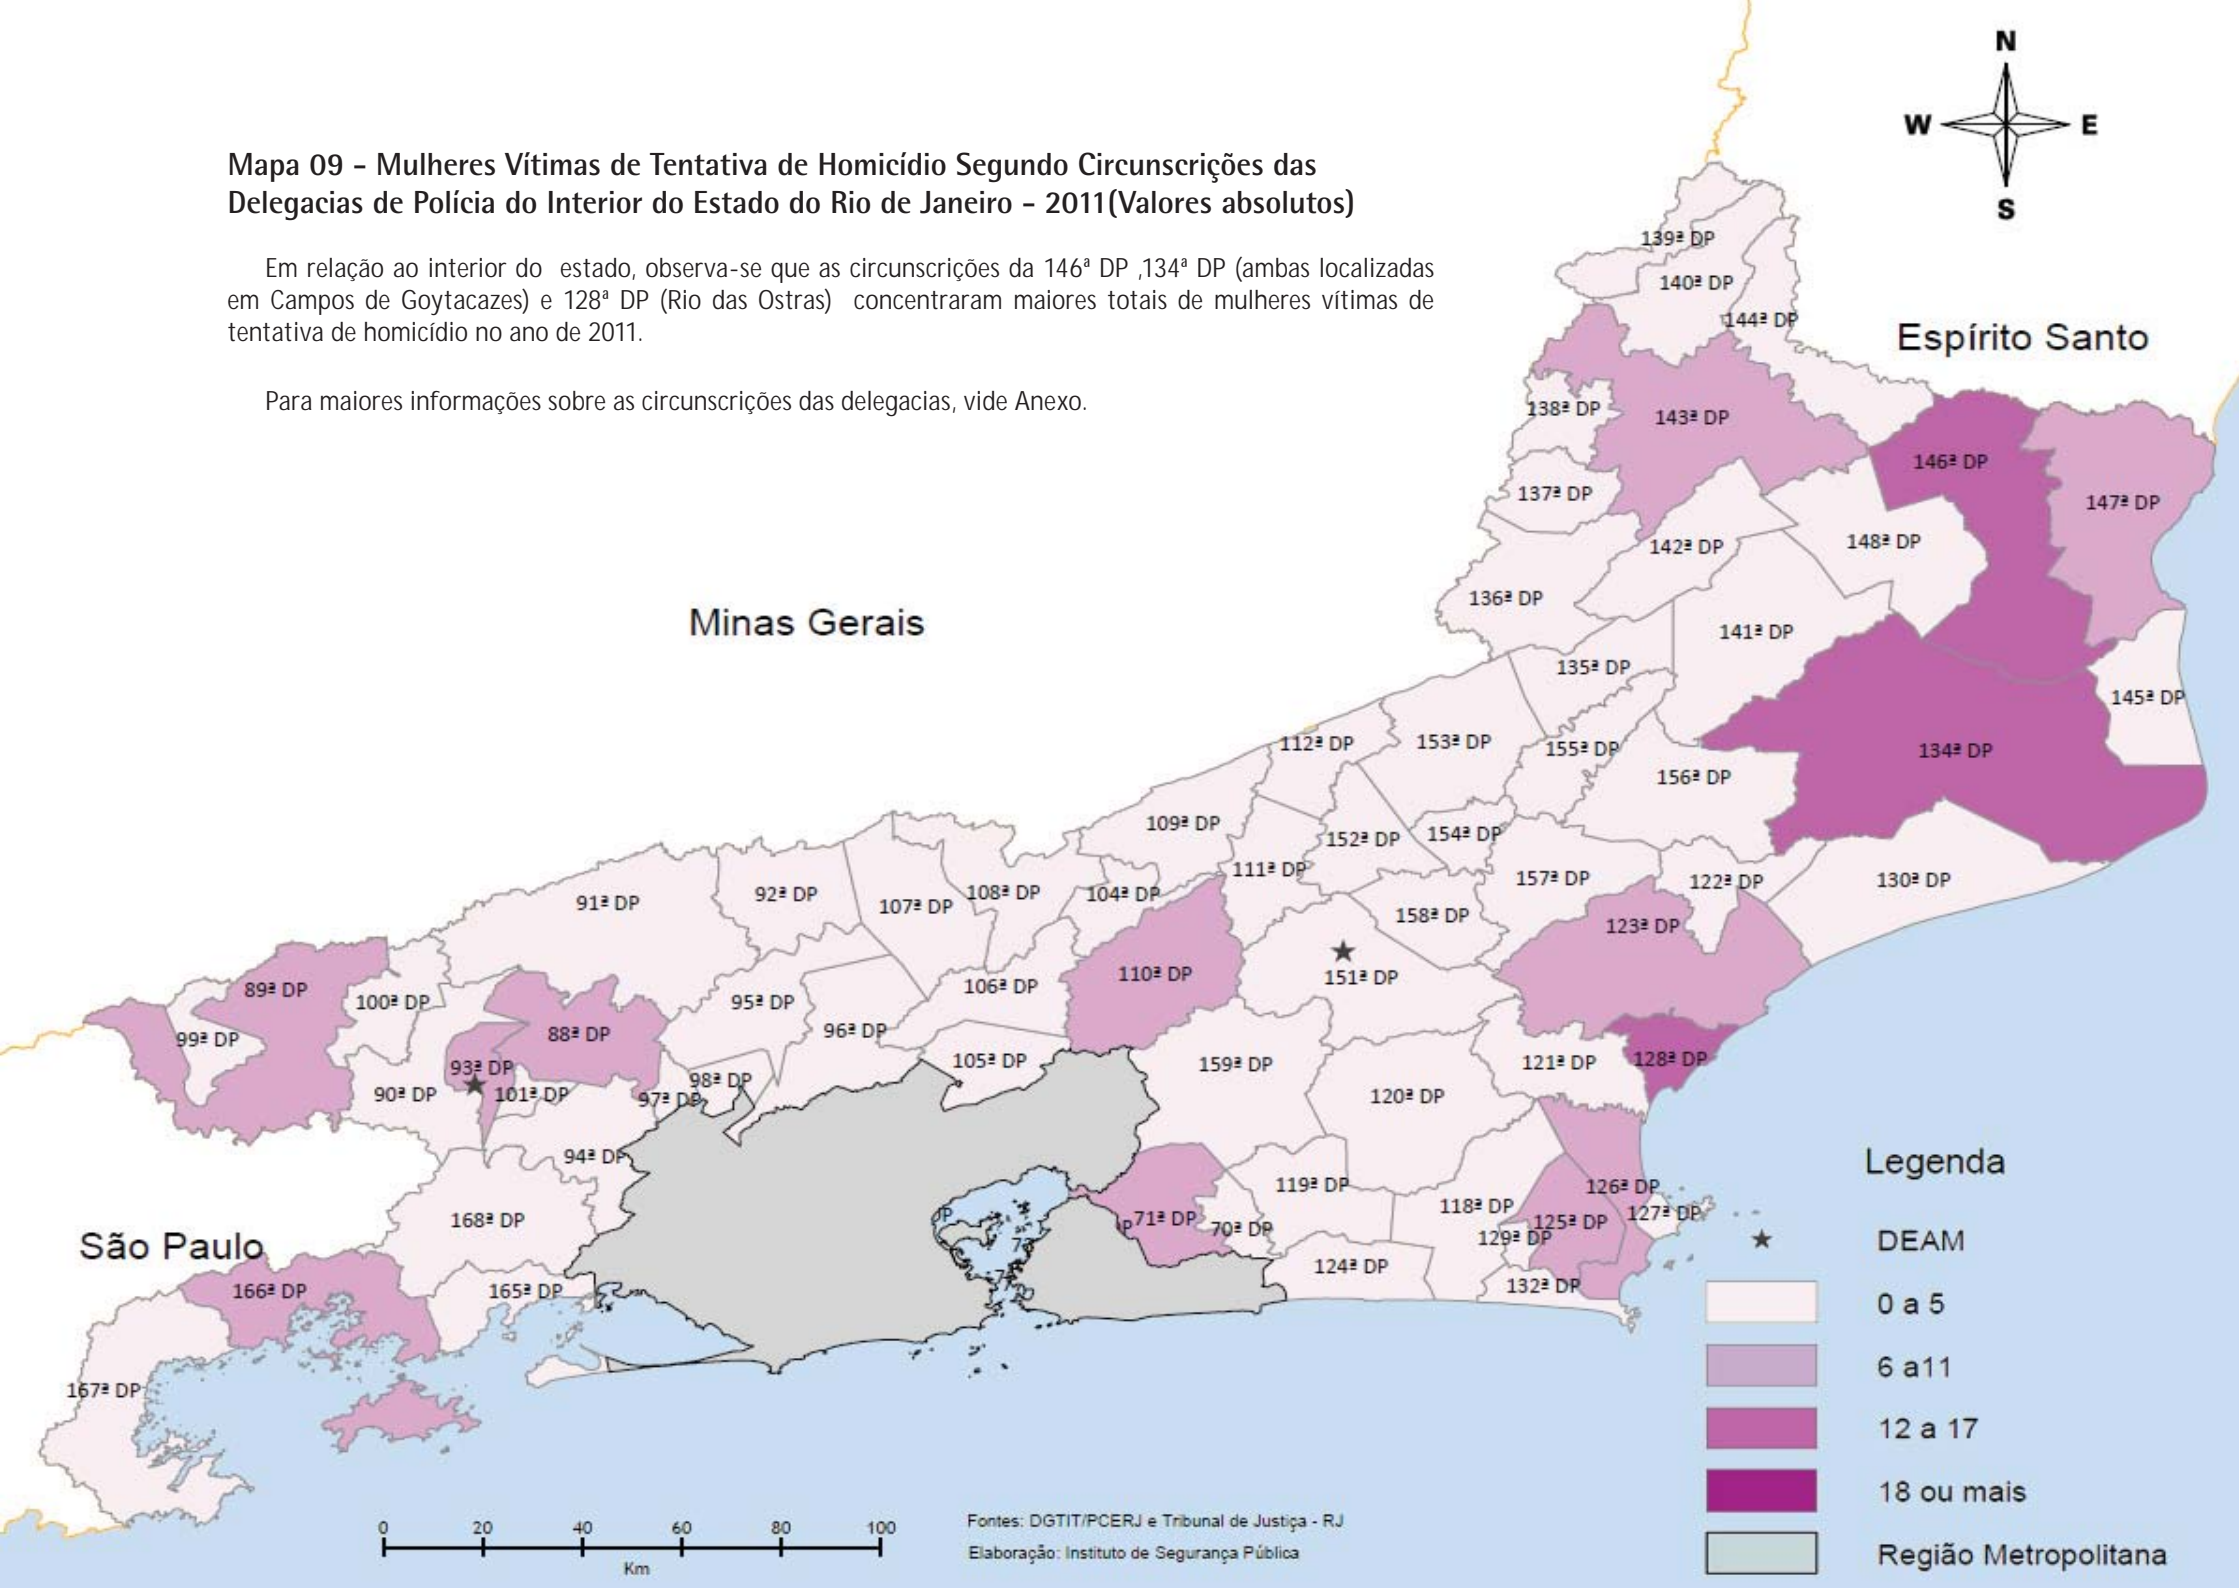 N
W E
S
Mapa 09 - Mulheres Vítimas de Tentativa de Homicídio Segundo Circunscrições das
Delegacias de Polícia do Interior do Estado do Rio de Janeiro - 2011(Valores absolutos)
Em relação ao interior do estado, observa-se que as circunscrições da 146ª DP ,134ª DP (ambas localizadas
em Campos de Goytacazes) e 128ª DP (Rio das Ostras) concentraram maiores totais de mulheres vítimas de
tentativa de homicídio no ano de 2011.
Para maiores informações sobre as circunscrições das delegacias, vide Anexo.
139ª DP
140ª DP
144ª DP
Espírito Santo
138ª DP
143ª DP
146ª DP
147ª DP
137ª DP
142ª DP
148ª DP
136ª DP
Minas Gerais
141ª DP
135ª DP
145ª DP
112ª DP
153ª DP
155ª DP
134ª DP
156ª DP
109ª DP
152ª DP
154ª DP
111ª DP
91ª DP
92ª DP
107ª DP
108ª DP
104ª DP
157ª DP
122ª DP
130ª DP
158ª DP
123ª DP
110ª DP
151ª DP
89ª DP
100ª DP
95ª DP
106ª DP
99ª DP
88ª DP
96ª DP
93ª DP
105ª DP
159ª DP
121ª DP
128ª DP
90ª DP
101ª DP
97ª DP
98ª DP
120ª DP
94ª DP
119ª DP
118ª DP
126ª DP
127ª DP
168ª DP
71ª DP
70ª DP
125ª DP
129ª DP
São Paulo
124ª DP
132ª DP
166ª DP
165ª DP
167ª DP
Legenda
DEAM
0 a 5
6 a11
12 a 17
18 ou mais
Região Metropolitana
0 20 40 60 80 100
Km
Fontes: DGTIT/PCERJ e Tribunal de Justiça - RJ
Elaboração: Instituto de Segurança Pública